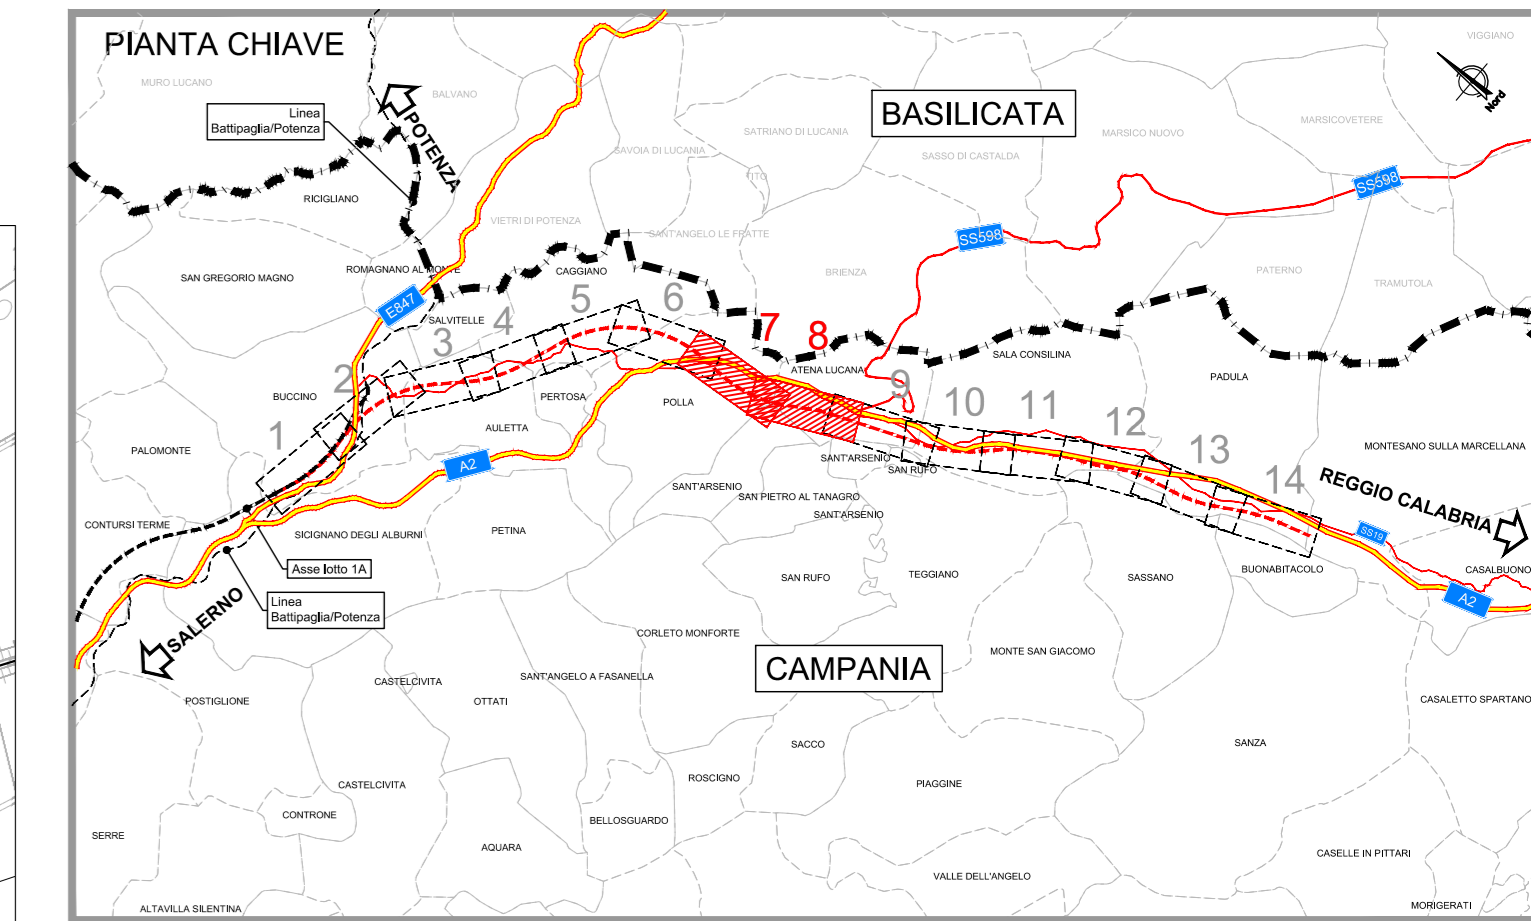 PIANTA CHIAVE
VIGGIANO
MURO LUCANO
BALVANO
Linea
Battipaglia/Potenza
POTENZA
BASILICATA
Nord
SATRIANO DI LUCANIA
MARSICO NUOVO
MARSICOVETERE
SAVOIA DI LUCANIA
SASSO DI CASTALDA
TITO
SS598
RICIGLIANO
VIETRI DI POTENZA
SANT'ANGELO LE FRATTE
SS598
SAN GREGORIO MAGNO
ROMAGNANO AL MONTE
CAGGIANO
BRIENZA
PATERNO
TRAMUTOLA
E847
SALVITELLE
1
2
3
4
5
6
7
8
9
10
11
12
13
14
ATENA LUCANA
SALA CONSILINA
PADULA
BUCCINO
PERTOSA
POLLA
AULETTA
PALOMONTE
A2
SANT'ARSENIO
SAN RUFO
MONTESANO SULLA MARCELLANA
REGGIO CALABRIA
SANT'ARSENIO
SAN PIETRO AL TANAGRO
SANT'ARSENIO
CONTURSI TERME
SICIGNANO DEGLI ALBURNI
PETINA
SS19
Asse lotto 1A
SAN RUFO
TEGGIANO
SASSANO
BUONABITACOLO
CASALBUONO
A2
Linea
Battipaglia/Potenza
SALERNO
CORLETO MONFORTE
CAMPANIA
MONTE SAN GIACOMO
POSTIGLIONE
CASTELCIVITA
SANT'ANGELO A FASANELLA
OTTATI
CASALETTO SPARTANO
SACCO
SANZA
ROSCIGNO
PIAGGINE
CASTELCIVITA
CONTRONE
BELLOSGUARDO
SERRE
AQUARA
CASELLE IN PITTARI
VALLE DELL'ANGELO
ALTAVILLA SILENTINA
MORIGERATI